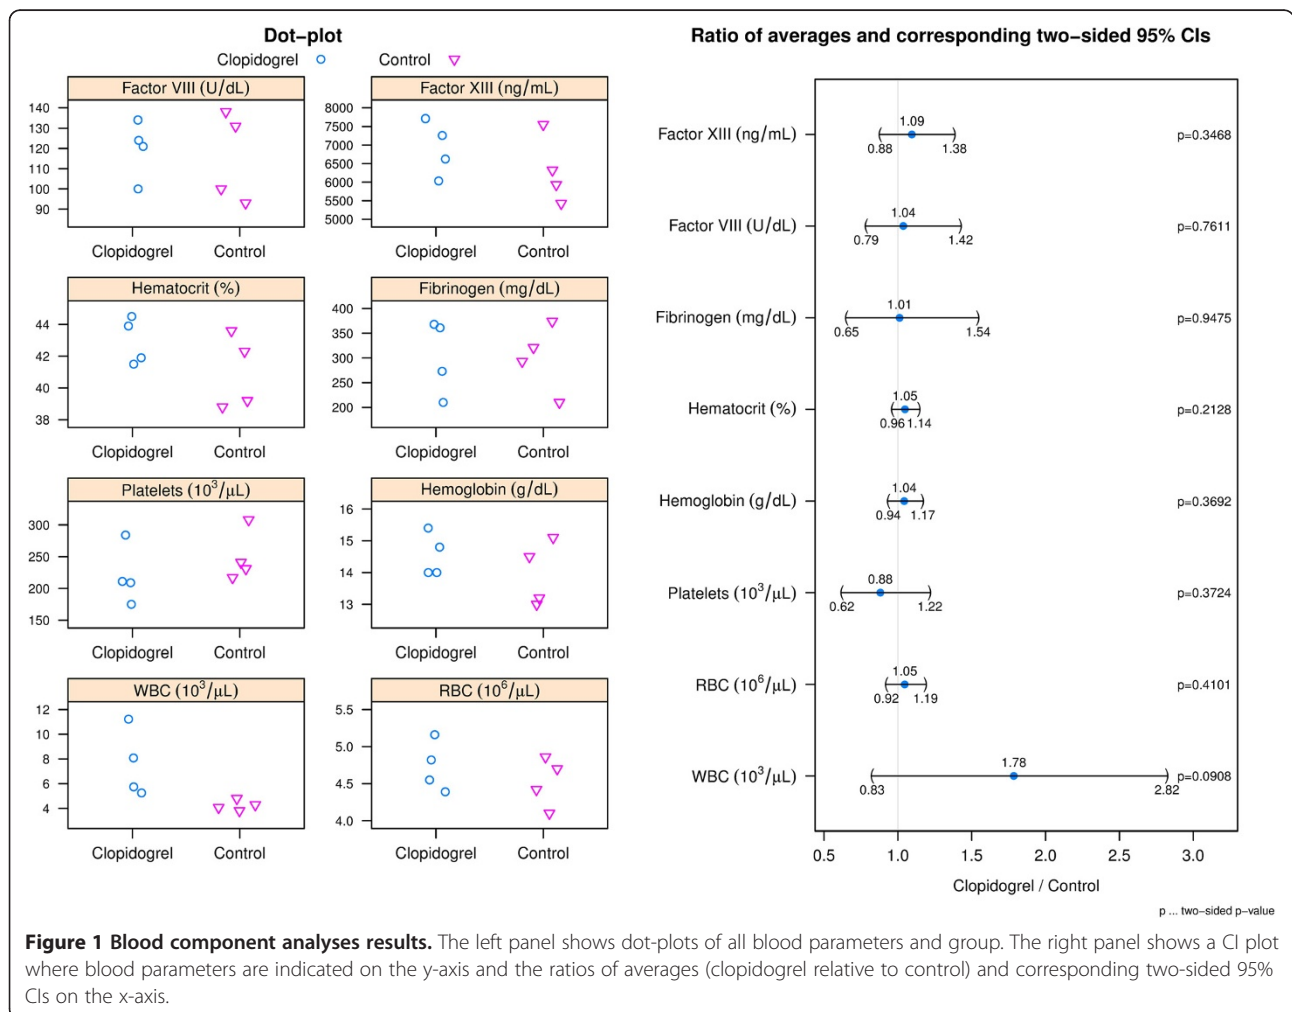 Dot–plot
Clopidogrel
Control
Factor VIII (U/dL)
140
130
120
110
100
90
Clopidogrel Control
Factor XIII (ng/mL)
8000
7500
7000
6500
6000
5500
5000
Clopidogrel Control
Hematocrit (%)
44
42
40
38
Clopidogrel Control
Fibrinogen (mg/dL)
400
350
300
250
200
Clopidogrel Control
Platelets (10³/µL)
300
250
200
150
Clopidogrel Control
Hemoglobin (g/dL)
16
15
14
13
Clopidogrel Control
WBC (10³/µL)
12
10
8
6
4
Clopidogrel Control
RBC (10⁶/µL)
5.5
5.0
4.5
4.0
Clopidogrel Control
Ratio of averages and corresponding two–sided 95% CIs
Factor XIII (ng/mL) 1.09 p=0.3468
0.88 1.38
Factor VIII (U/dL) 1.04 p=0.7611
0.79 1.42
Fibrinogen (mg/dL) 1.01 p=0.9475
0.65 1.54
Hematocrit (%) 1.05 p=0.2128
0.96 1.14
Hemoglobin (g/dL) 1.04 p=0.3692
0.94 1.17
Platelets (10³/µL) 0.88 p=0.3724
0.62 1.22
RBC (10⁶/µL) 1.05 p=0.4101
0.92 1.19
WBC (10³/µL) 1.78 p=0.0908
0.83 2.82
0.5 1.0 1.5 2.0 2.5 3.0
Clopidogrel / Control
p ... two–sided p–value
Figure 1 Blood component analyses results. The left panel shows dot-plots of all blood parameters and group. The right panel shows a CI plot
where blood parameters are indicated on the y-axis and the ratios of averages (clopidogrel relative to control) and corresponding two-sided 95%
CIs on the x-axis.